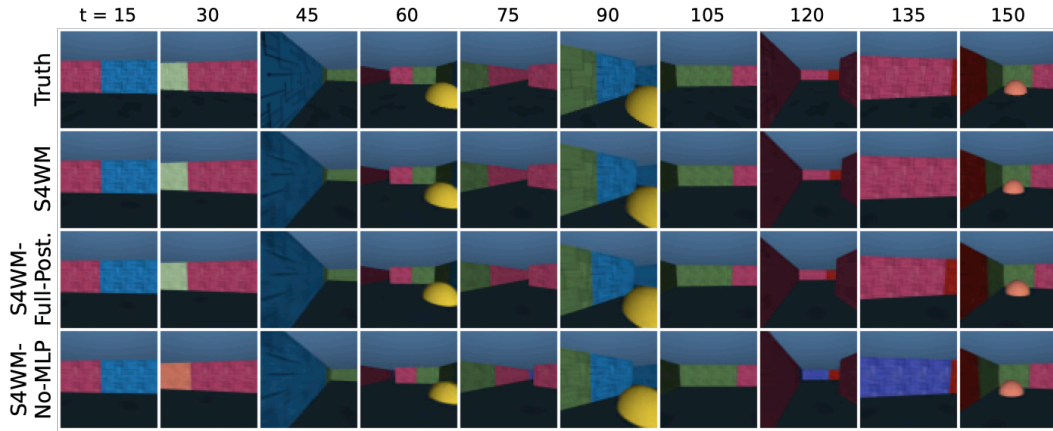 t = 15 30 45 60 75 90 105 120 135 150
Truth
S4WM
S4WM-
Full-Post.
S4WM-
No-MLP